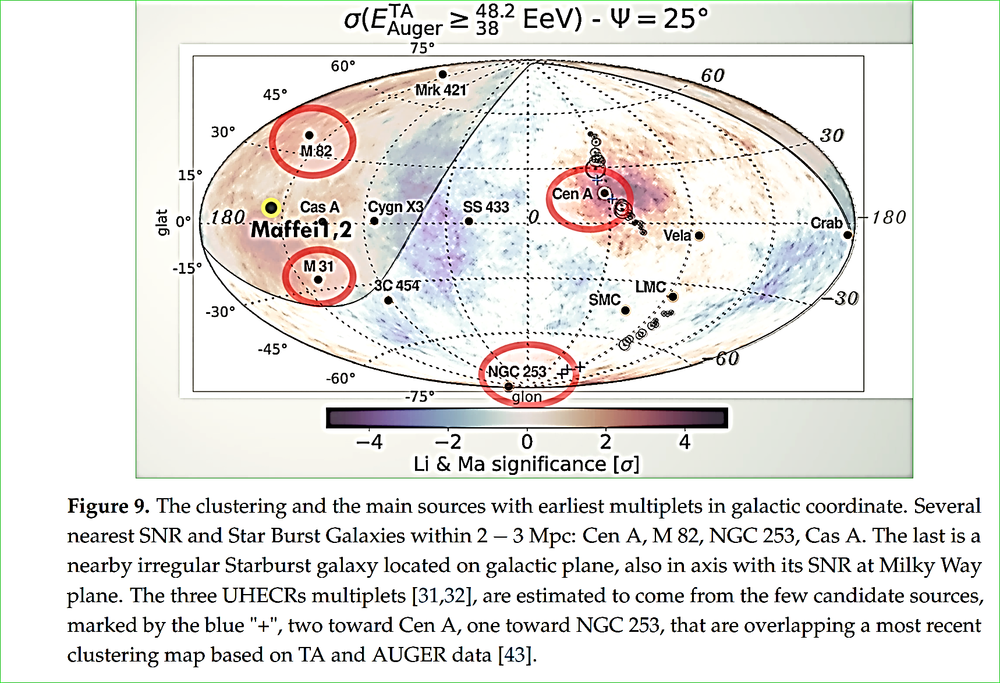 σ(E^TA_Auger ≥ ^48.2_38 EeV) - Ψ = 25°
75°
60°
60
Mrk 421
45°
30°
30
M 82
15°
Cen A
Cas A
Cygn X3
SS 433
glat
0°
180
0
-180
Crab
Maffei1,2
Vela
-15°
M 31
3C 454
LMC
SMC
-30
-30°
-45°
-60
NGC 253
-60°
-75°
glon
−4
−2
0
2
4
Li & Ma significance [σ]
Figure 9. The clustering and the main sources with earliest multiplets in galactic coordinate. Several
nearest SNR and Star Burst Galaxies within 2 − 3 Mpc: Cen A, M 82, NGC 253, Cas A. The last is a
nearby irregular Starburst galaxy located on galactic plane, also in axis with its SNR at Milky Way
plane. The three UHECRs multiplets [31,32], are estimated to come from the few candidate sources,
marked by the blue "+", two toward Cen A, one toward NGC 253, that are overlapping a most recent
clustering map based on TA and AUGER data [43].